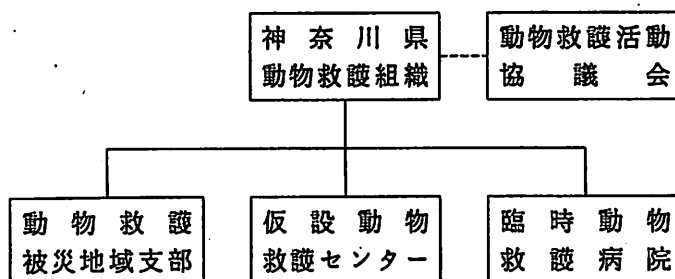 神奈川県
動物救護組織
動物救護活動
協議会
動物救護
被災地域支部
仮設動物
救護センター
臨時動物
救護病院